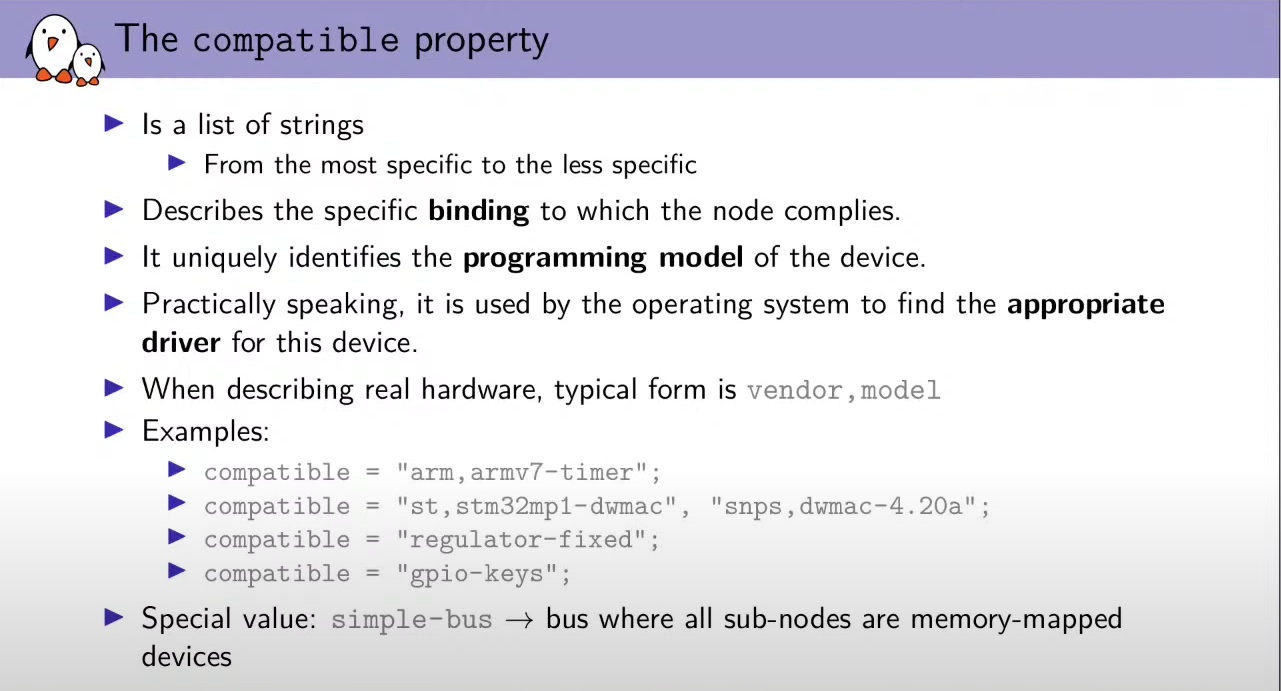 The compatible property
Is a list of strings
From the most specific to the less specific
Describes the specific binding to which the node complies.
It uniquely identifies the programming model of the device.
Practically speaking, it is used by the operating system to find the appropriate
driver for this device.
When describing real hardware, typical form is vendor,model
Examples:
compatible = "arm,armv7-timer";
compatible = "st,stm32mp1-dwmac", "snps,dwmac-4.20a";
compatible = "regulator-fixed";
compatible = "gpio-keys";
Special value: simple-bus → bus where all sub-nodes are memory-mapped
devices